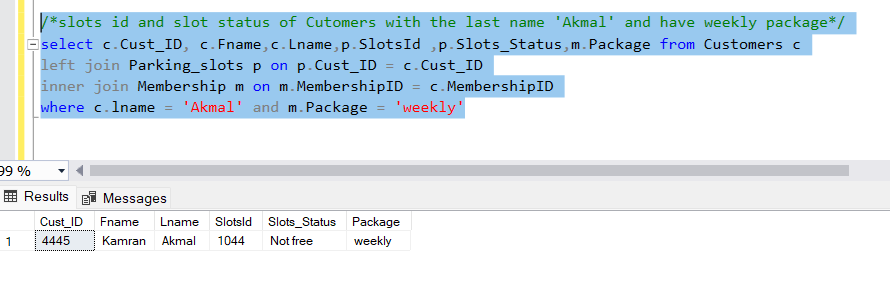 /*slots id and slot status of Cutomers with the last name 'Akmal' and have weekly package*/
select c.Cust_ID, c.Fname,c.Lname,p.SlotsId ,p.Slots_Status,m.Package from Customers c
left join Parking_slots p on p.Cust_ID = c.Cust_ID
inner join Membership m on m.MembershipID = c.MembershipID
where c.lname = 'Akmal' and m.Package = 'weekly'
99 %
Results Messages
Cust_ID Fname Lname SlotsId Slots_Status Package
1 4445 Kamran Akmal 1044 Not free weekly